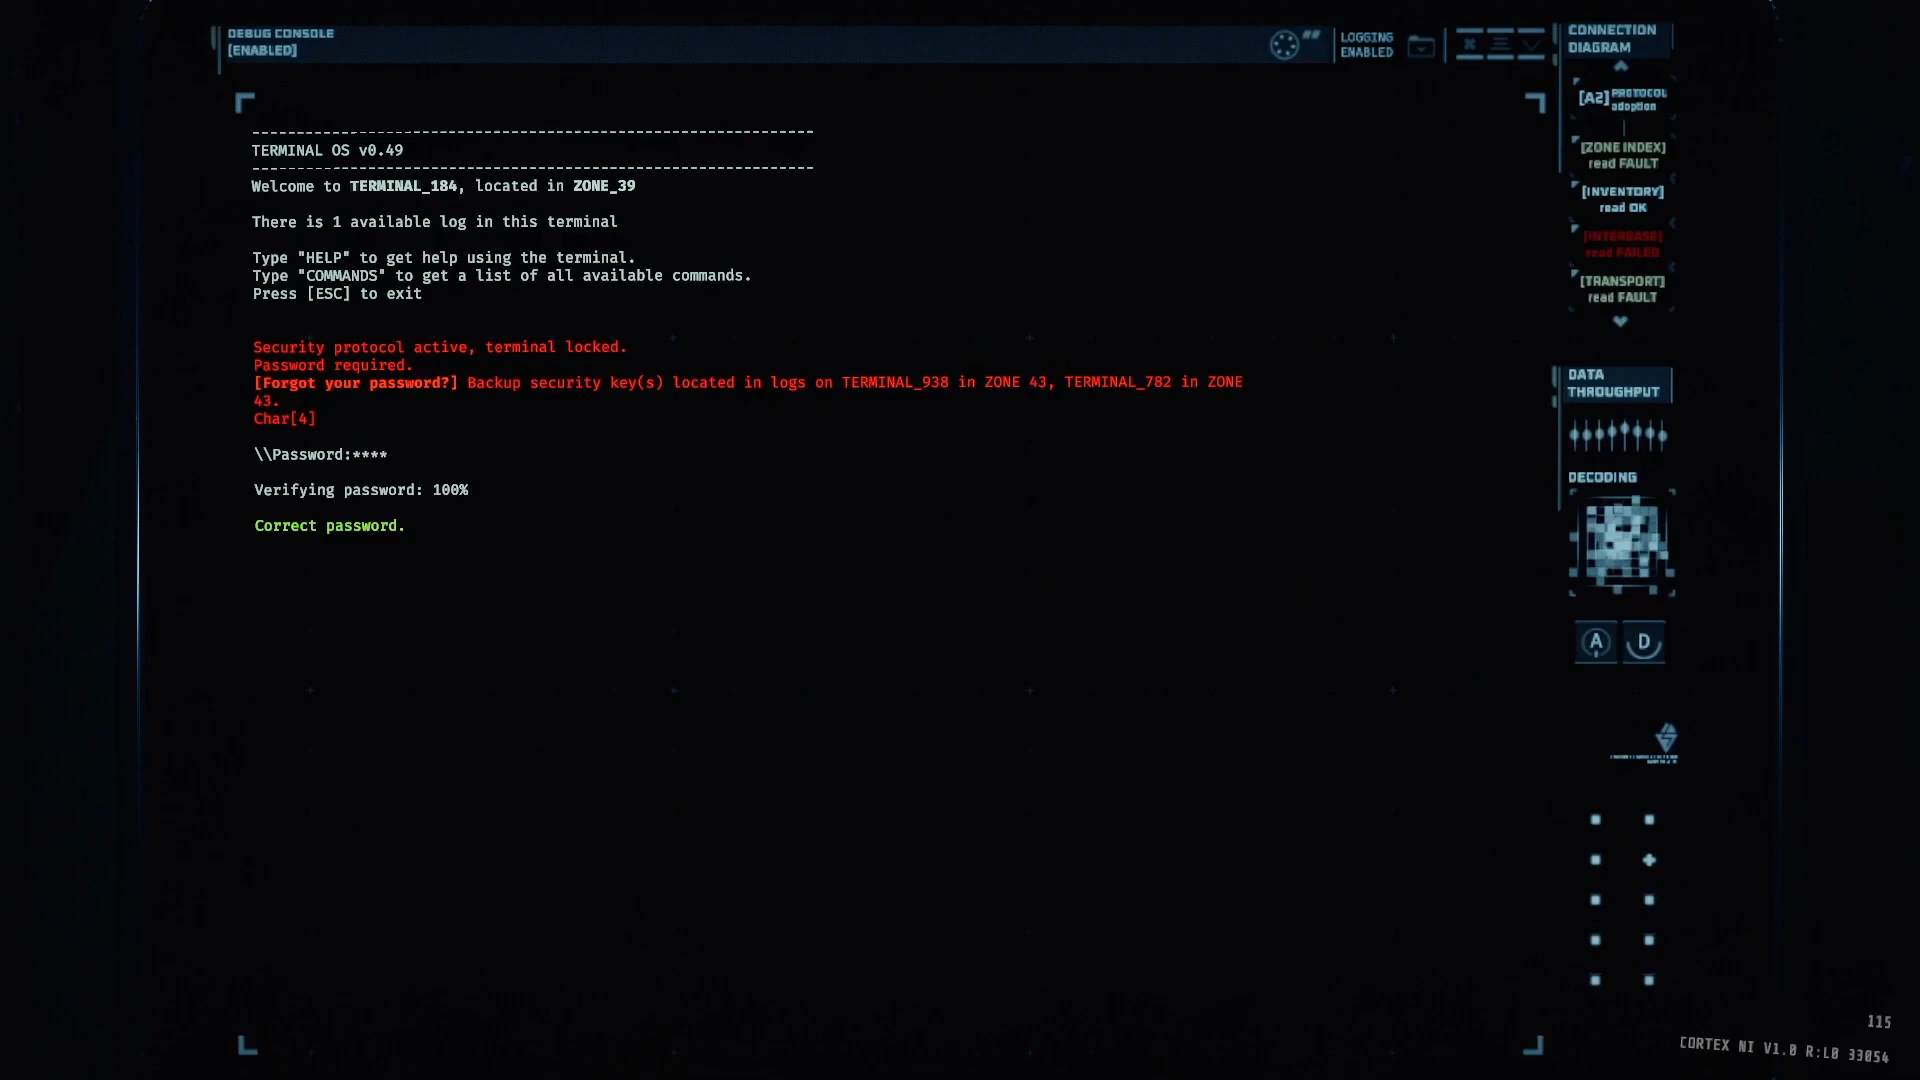 DEBUG CONSOLE
[ENABLED]
LOGGING
ENABLED
------------------------------------------------------------------
TERMINAL OS v0.49
------------------------------------------------------------------
Welcome to TERMINAL_184, located in ZONE_39
There is 1 available log in this terminal
Type "HELP" to get help using the terminal.
Type "COMMANDS" to get a list of all available commands.
Press [ESC] to exit
Security protocol active, terminal locked.
Password required.
[Forgot your password?] Backup security key(s) located in logs on TERMINAL_938 in ZONE 43, TERMINAL_782 in ZONE
43.
Char[4]
\\Password:****
Verifying password: 100%
Correct password.
CONNECTION
DIAGRAM
[A2] PROTOCOL
adoption
[ZONE INDEX]
read FAULT
[INVENTORY]
read OK
[INTERBASE]
read FAILED
[TRANSPORT]
read FAULT
DATA
THROUGHPUT
DECODING
A D
115
CORTEX NI V1.0 R:L0 33054